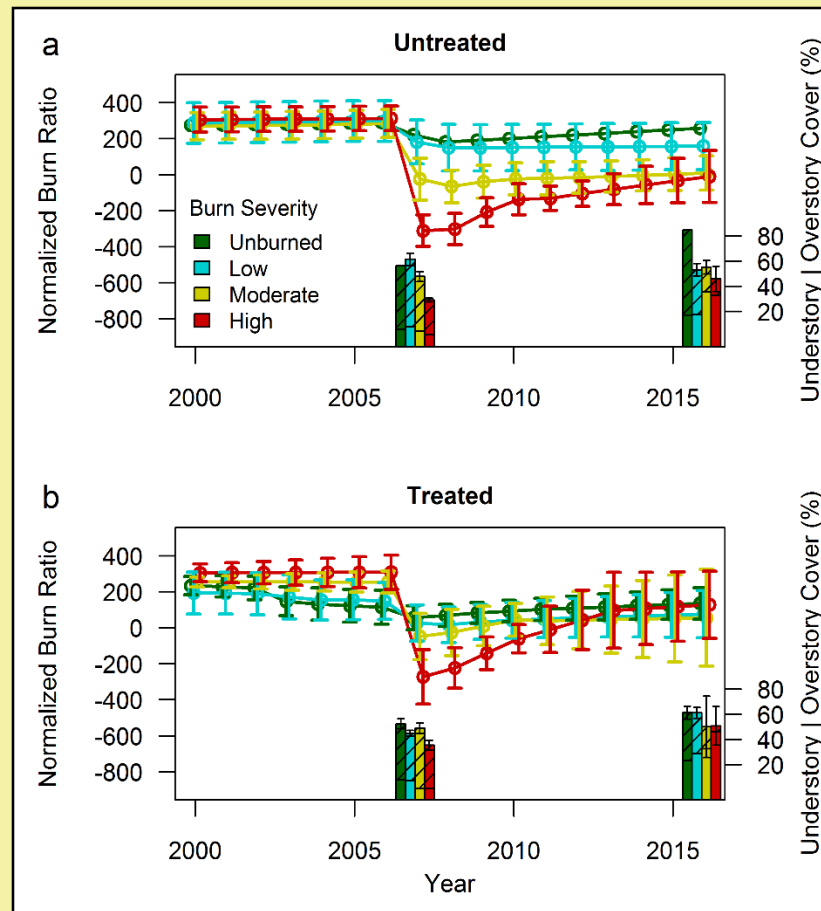 a
Untreated
Normalized Burn Ratio
400
200
0
-200
-400
-600
-800
Burn Severity
Unburned
Low
Moderate
High
80
60
40
20
Understory | Overstory Cover (%)
2000
2005
2010
2015
b
Treated
Normalized Burn Ratio
400
200
0
-200
-400
-600
-800
80
60
40
20
Understory | Overstory Cover (%)
2000
2005
2010
2015
Year